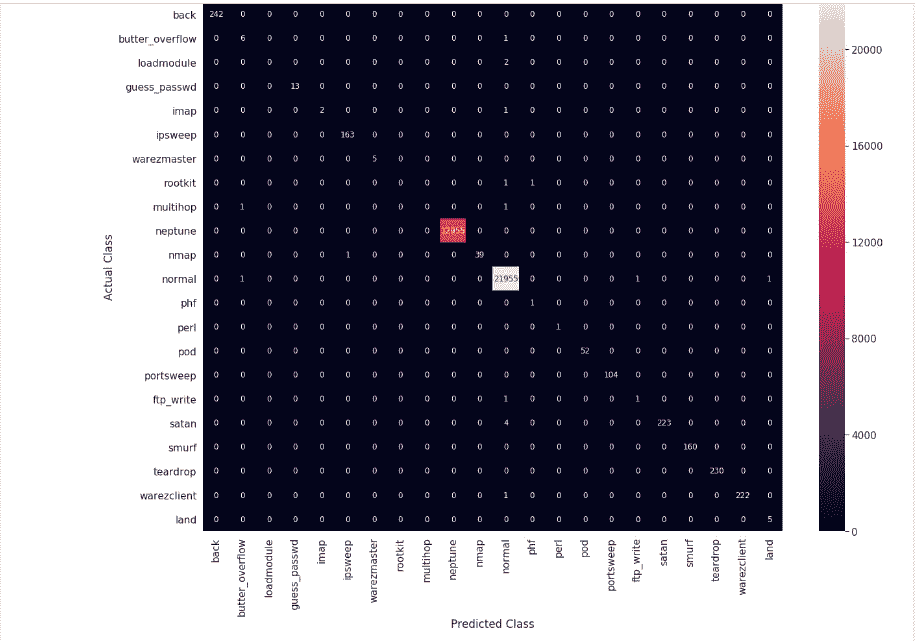 back 242 0 0 0 0 0 0 0 0 0 0 0 0 0 0 0 0 0 0 0 0 0
butter_overflow 0 6 0 0 0 0 0 0 0 0 0 1 0 0 0 0 0 0 0 0 0 0
loadmodule 0 0 0 0 0 0 0 0 0 0 0 2 0 0 0 0 0 0 0 0 0 0
guess_passwd 0 0 0 13 0 0 0 0 0 0 0 0 0 0 0 0 0 0 0 0 0 0
imap 0 0 0 0 2 0 0 0 0 0 0 1 0 0 0 0 0 0 0 0 0 0
ipsweep 0 0 0 0 0 163 0 0 0 0 0 0 0 0 0 0 0 0 0 0 0 0
warezmaster 0 0 0 0 0 0 5 0 0 0 0 0 0 0 0 0 0 0 0 0 0 0
rootkit 0 0 0 0 0 0 0 0 0 0 0 1 1 0 0 0 0 0 0 0 0 0
multihop 0 1 0 0 0 0 0 0 0 0 0 1 0 0 0 0 0 0 0 0 0 0
neptune 0 0 0 0 0 0 0 0 0 12955 0 0 0 0 0 0 0 0 0 0 0 0
nmap 0 0 0 0 0 1 0 0 0 0 39 0 0 0 0 0 0 0 0 0 0 0
normal 0 1 0 0 0 0 0 0 0 0 0 21955 0 0 0 0 1 0 0 0 0 1
phf 0 0 0 0 0 0 0 0 0 0 0 0 1 0 0 0 0 0 0 0 0 0
perl 0 0 0 0 0 0 0 0 0 0 0 0 0 1 0 0 0 0 0 0 0 0
pod 0 0 0 0 0 0 0 0 0 0 0 0 0 0 52 0 0 0 0 0 0 0
portsweep 0 0 0 0 0 0 0 0 0 0 0 0 0 0 0 104 0 0 0 0 0 0
ftp_write 0 0 0 0 0 0 0 0 0 0 0 1 0 0 0 0 1 0 0 0 0 0
satan 0 0 0 0 0 0 0 0 0 0 0 4 0 0 0 0 0 223 0 0 0 0
smurf 0 0 0 0 0 0 0 0 0 0 0 0 0 0 0 0 0 0 160 0 0 0
teardrop 0 0 0 0 0 0 0 0 0 0 0 0 0 0 0 0 0 0 0 230 0 0
warezclient 0 0 0 0 0 0 0 0 0 0 0 1 0 0 0 0 0 0 0 0 222 0
land 0 0 0 0 0 0 0 0 0 0 0 0 0 0 0 0 0 0 0 0 0 5
Actual Class
back butter_overflow loadmodule guess_passwd imap ipsweep warezmaster rootkit multihop neptune nmap normal phf perl pod portsweep ftp_write satan smurf teardrop warezclient land
Predicted Class
20000
16000
12000
8000
4000
0